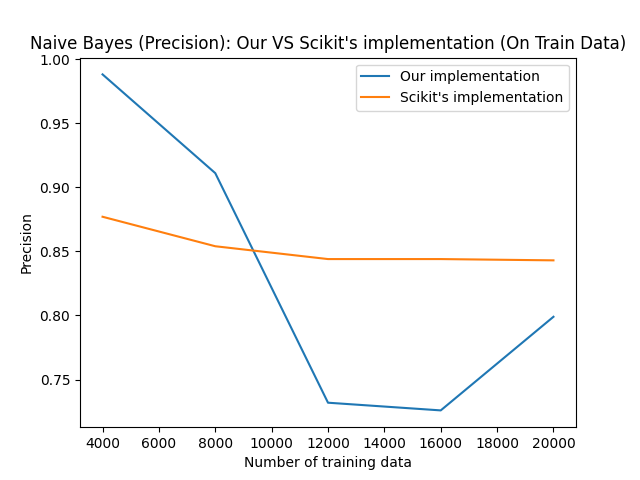 Naive Bayes (Precision): Our VS Scikit's implementation (On Train Data)
Our implementation
Scikit's implementation
1.00
0.95
0.90
0.85
0.80
0.75
Precision
4000 6000 8000 10000 12000 14000 16000 18000 20000
Number of training data